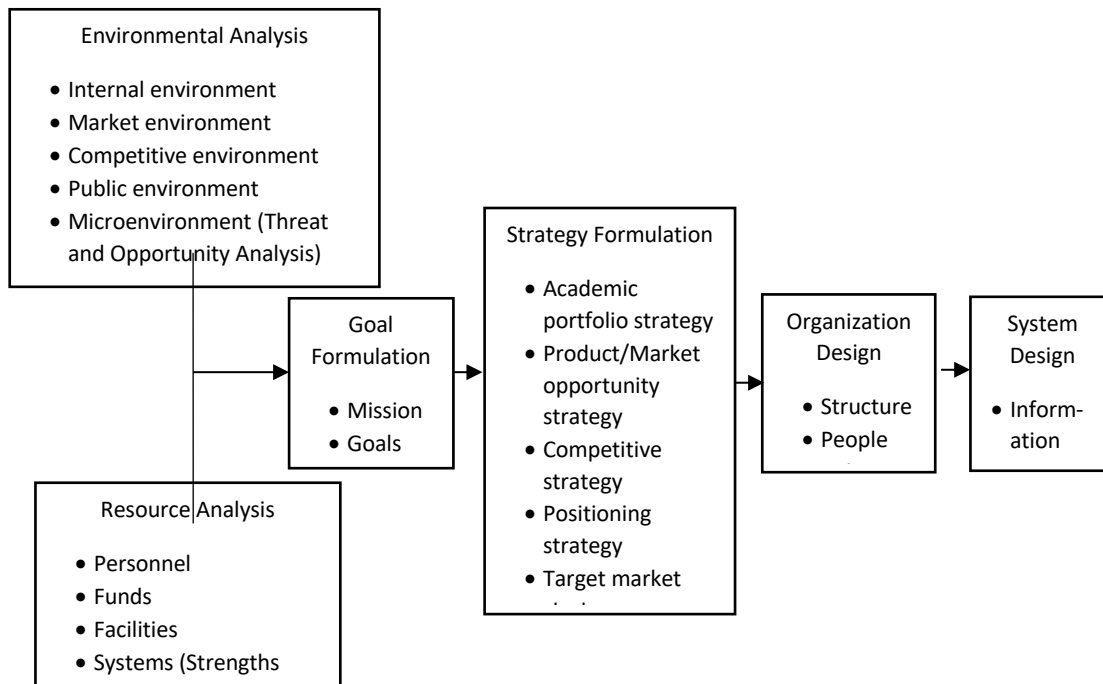 Environmental Analysis
• Internal environment
• Market environment
• Competitive environment
• Public environment
• Microenvironment (Threat
and Opportunity Analysis)
Resource Analysis
• Personnel
• Funds
• Facilities
• Systems (Strengths
Goal
Formulation
• Mission
• Goals
Strategy Formulation
• Academic
portfolio strategy
• Product/Market
opportunity
strategy
• Competitive
strategy
• Positioning
strategy
• Target market
Organization
Design
• Structure
• People
System
Design
• Inform-
ation